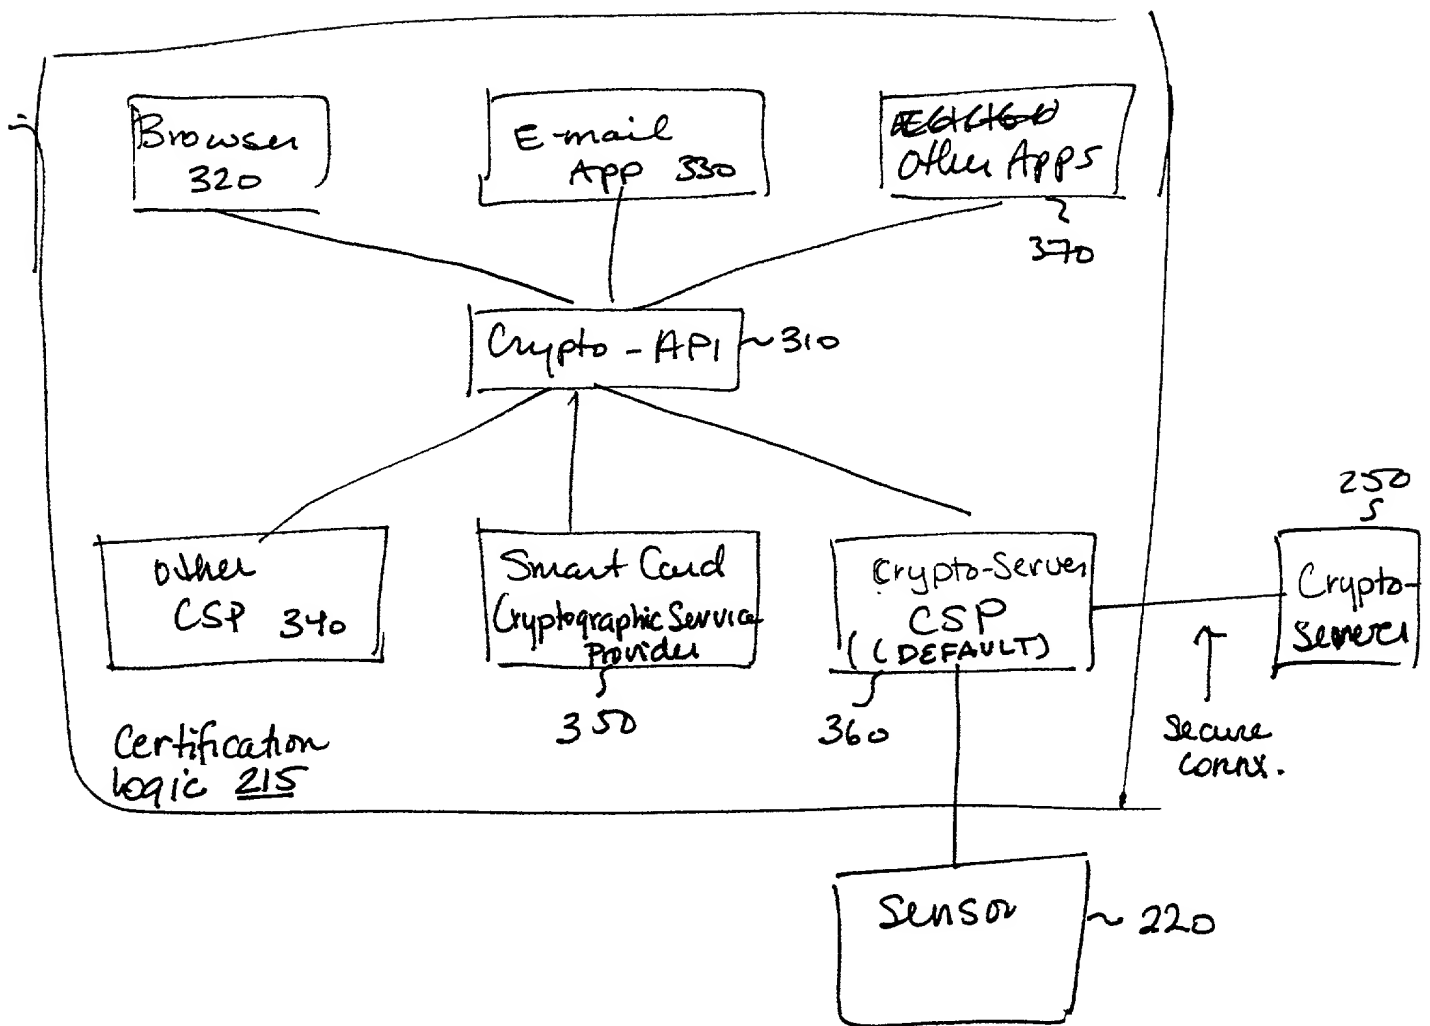 Browser
320
E-mail
App 330
Other Apps
370
Crypto-API
310
250
other
CSP 340
Smart Card
Cryptographic Service
Provider
350
Crypto-Server
CSP
((DEFAULT)
360
Crypto-
Server
Secure
Connx.
Certification
Logic 215
Sensor
220